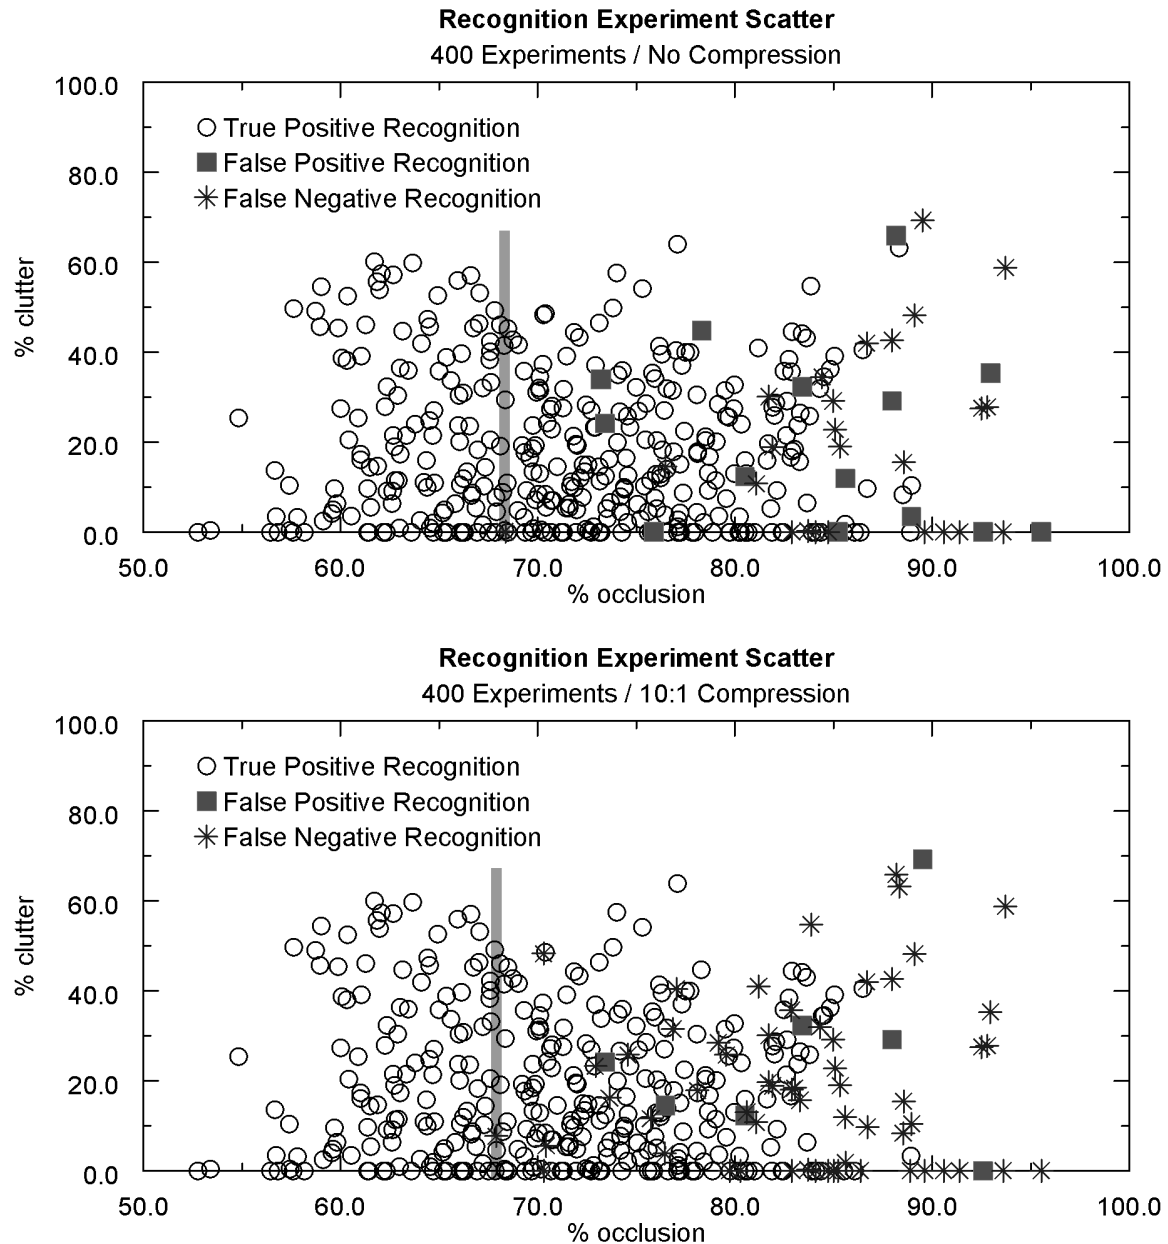 Recognition Experiment Scatter
400 Experiments / No Compression
100.0
80.0
60.0
40.0
20.0
0.0
% clutter
True Positive Recognition
False Positive Recognition
False Negative Recognition
50.0 60.0 70.0 80.0 90.0 100.0
% occlusion
Recognition Experiment Scatter
400 Experiments / 10:1 Compression
100.0
80.0
60.0
40.0
20.0
0.0
% clutter
True Positive Recognition
False Positive Recognition
False Negative Recognition
50.0 60.0 70.0 80.0 90.0 100.0
% occlusion